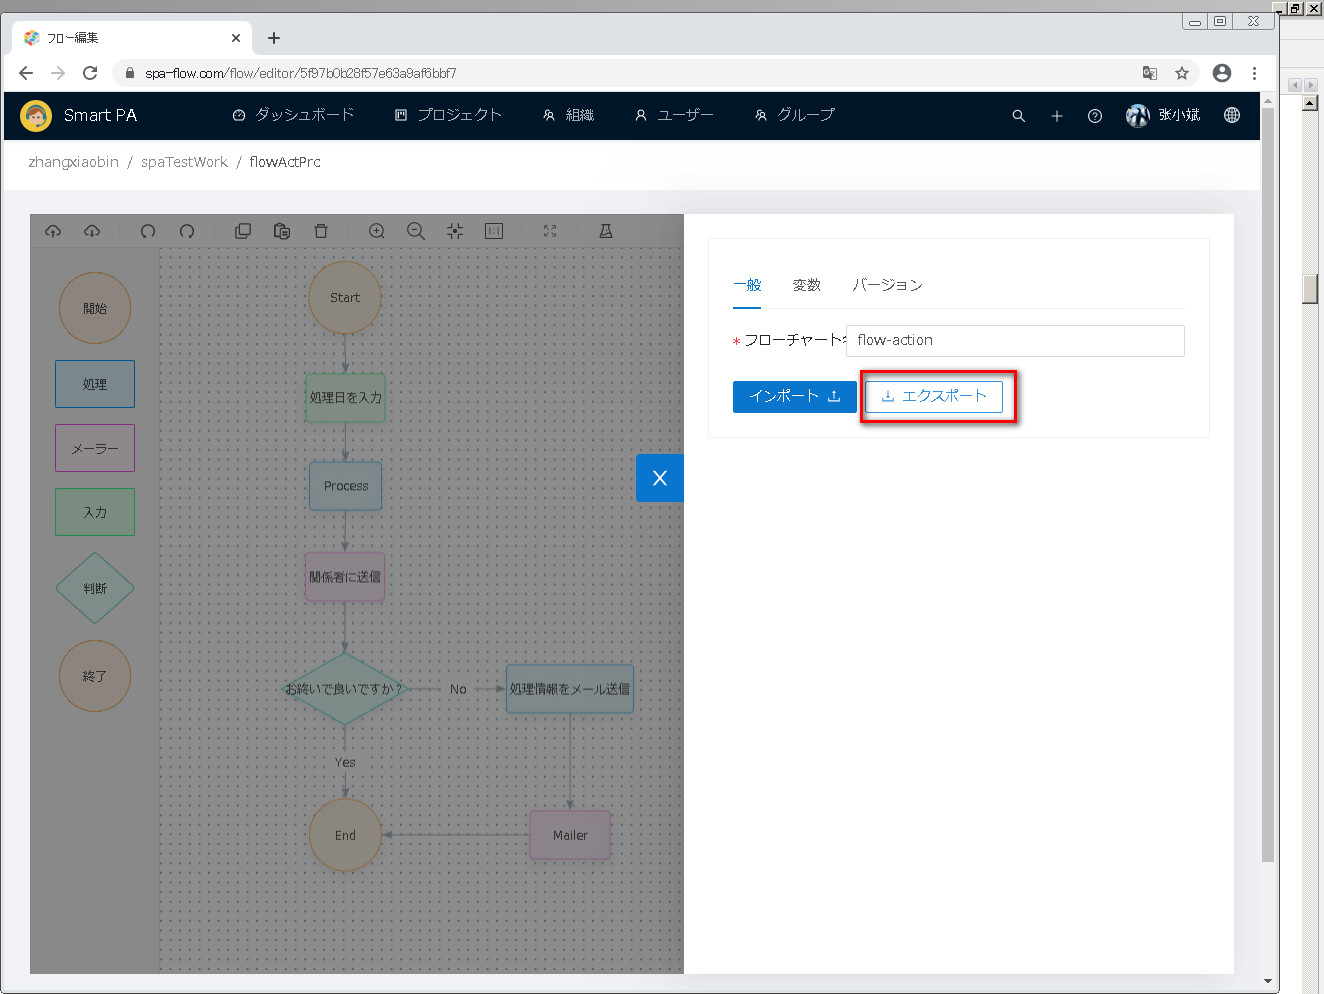 フロー編集
spa-flow.com/flow/editor/5f97b0b28f57e63a9af6bbf7
Smart PA
ダッシュボード
プロジェクト
組織
ユーザー
グループ
张小斌
zhangxiaobin / spaTestWork / flowActPrc
開始
処理
メーラー
入力
判断
終了
Start
処理日を入力
Process
関係者に送信
お終いで良いですか？
No
処理情報をメール送信
Yes
End
Mailer
X
一般
変数
バージョン
* フローチャート
flow-action
インポート
エクスポート